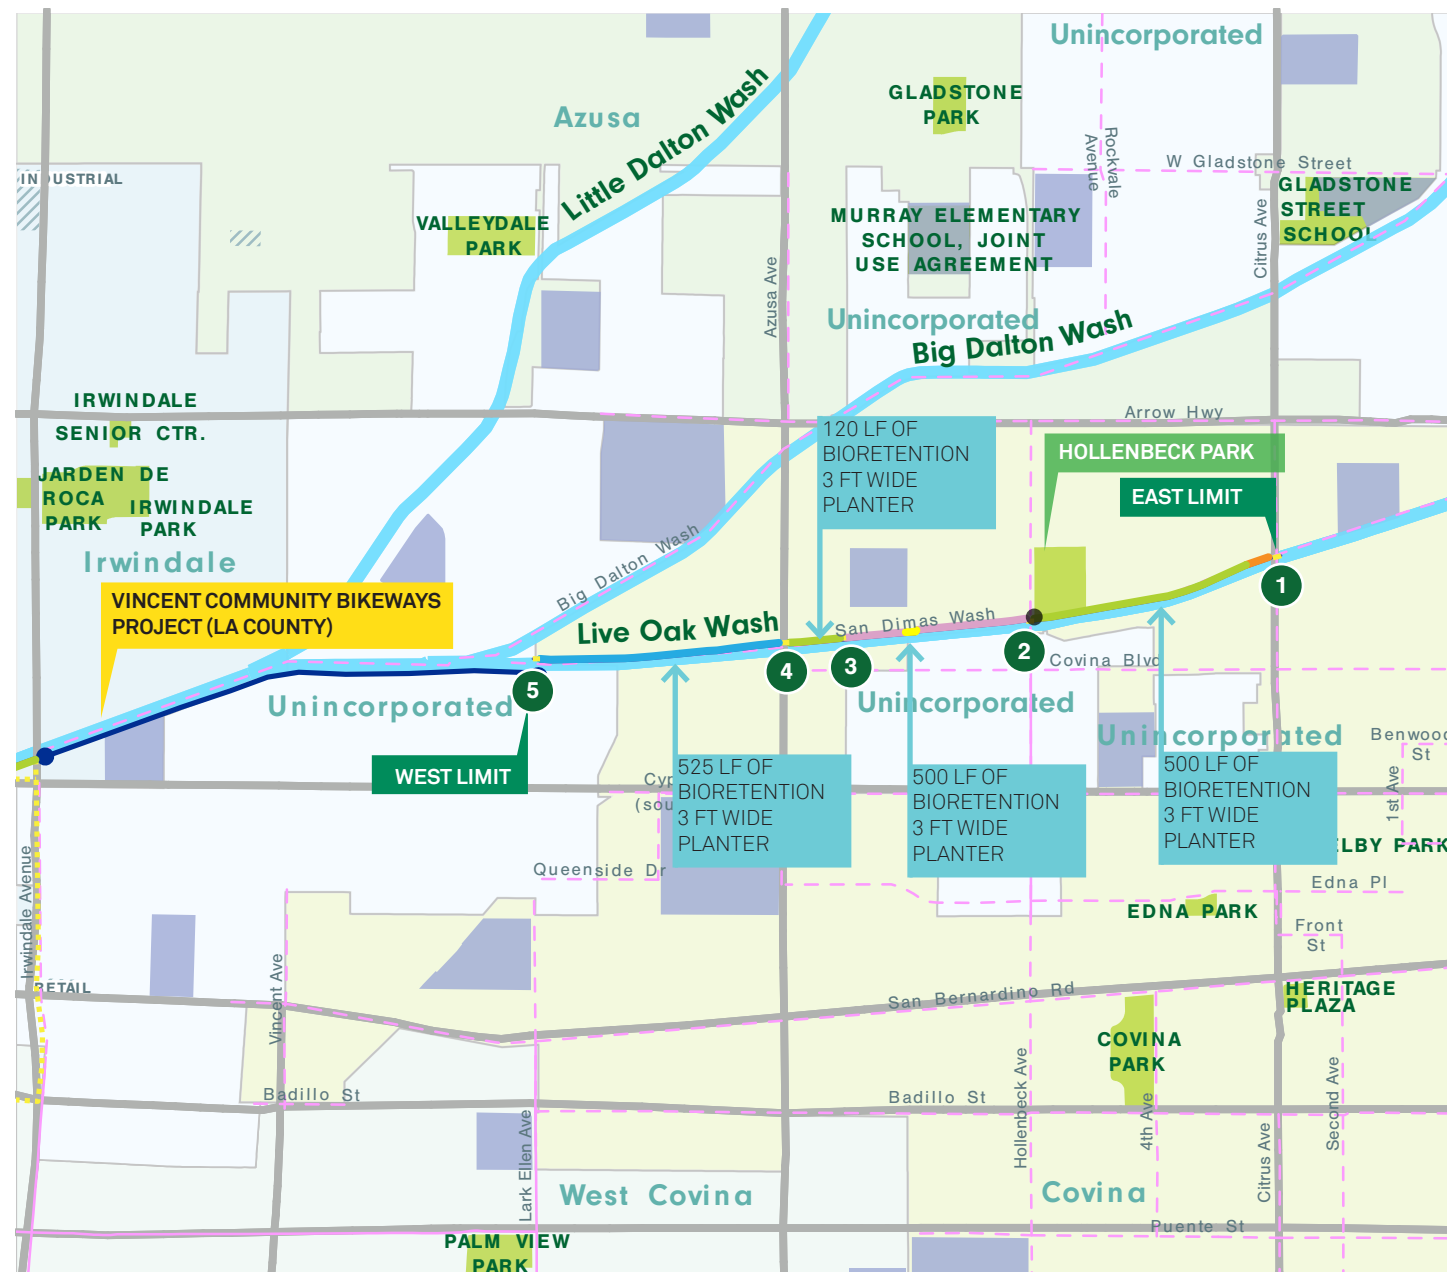 Unincorporated
Azusa
Little Dalton Wash
GLADSTONE
PARK
Rockvale
Avenue
W Gladstone Street
INDUSTRIAL
GLADSTONE
STREET
SCHOOL
VALLEYDALE
PARK
MURRAY ELEMENTARY
SCHOOL, JOINT
USE AGREEMENT
Citrus Ave
Azusa Ave
Unincorporated
Big Dalton Wash
IRWINDALE
SENIOR CTR.
Arrow Hwy
120 LF OF
BIORETENTION
3 FT WIDE
PLANTER
HOLLENBECK PARK
EAST LIMIT
JARDEN DE
ROCA
PARK
IRWINDALE
PARK
Irwindale
Big Dalton Wash
VINCENT COMMUNITY BIKEWAYS
PROJECT (LA COUNTY)
Live Oak Wash
San Dimas Wash
1
2
3
4
5
Covina Blvd
Unincorporated
Unincorporated
Unincorporated
WEST LIMIT
Benwood
St
1st Ave
525 LF OF
BIORETENTION
3 FT WIDE
PLANTER
500 LF OF
BIORETENTION
3 FT WIDE
PLANTER
500 LF OF
BIORETENTION
3 FT WIDE
PLANTER
Cyp
(sou
ELBY PARK
Queenside Dr
Edna Pl
EDNA PARK
Front
St
Irwindale Avenue
RETAIL
Vincent Ave
San Bernardino Rd
HERITAGE
PLAZA
COVINA
PARK
Badillo St
Badillo St
Hollenbeck Ave
4th Ave
Second Ave
Citrus Ave
Lark Ellen Ave
West Covina
Covina
Puente St
PALM VIEW
PARK